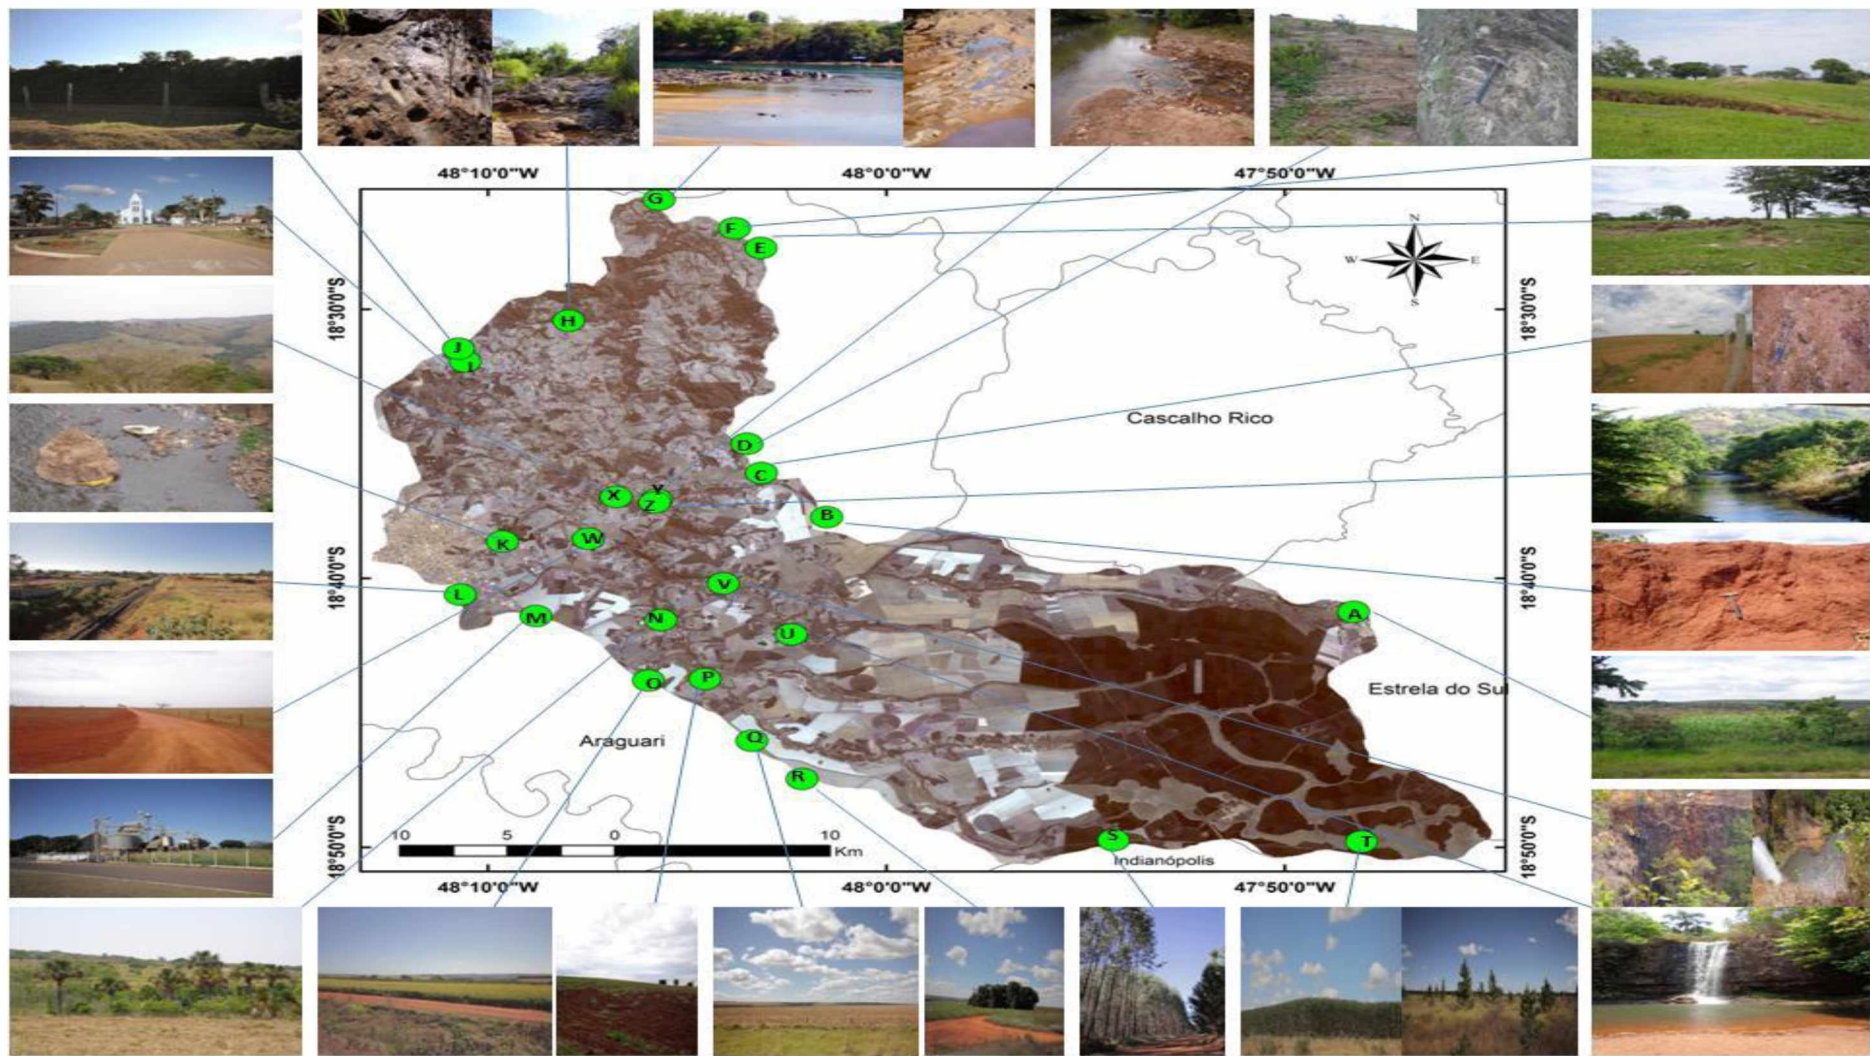 48°10'0"W 48°0'0"W 47°50'0"W
G
F
E
N
W E
S
18°30'0"S 18°30'0"S
H
J
I
Cascalho Rico
D
C
X Y
Z
B
K W
18°40'0"S 18°40'0"S
V
L
A
M N
U
O P
Estrela do Sul
Araguari
Q
R
10 5 0 10
Km
S
T
18°50'0"S 18°50'0"S
Indianópolis
48°10'0"W 48°0'0"W 47°50'0"W